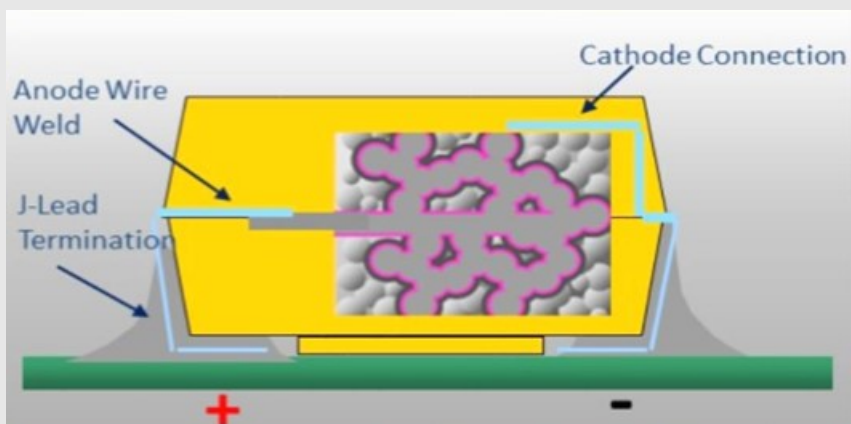 Cathode Connection
Anode Wire
Weld
J-Lead
Termination
+ -